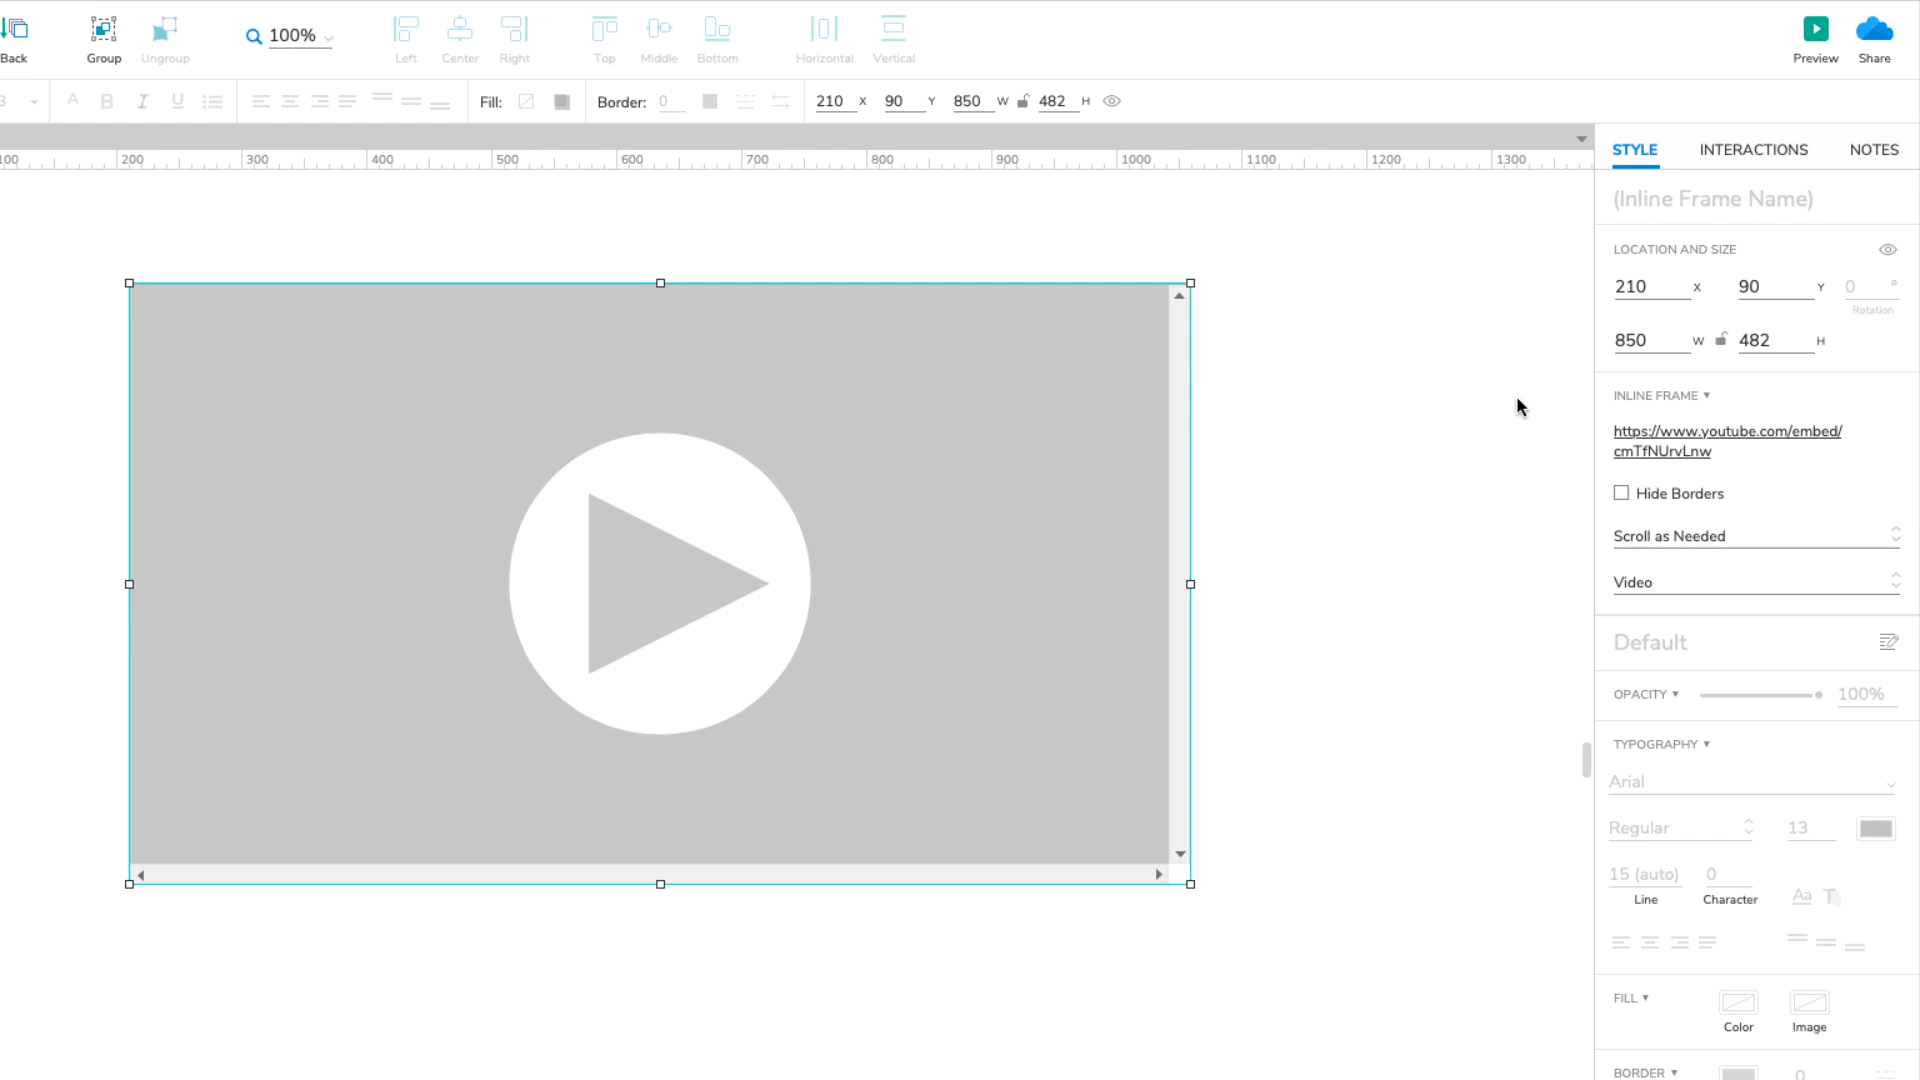 Back
Group
Ungroup
100%
Left
Center
Right
Top
Middle
Bottom
Horizontal
Vertical
Preview
Share
3
A B I U
Fill:
Border: 0
210 X 90 Y 850 W 482 H
100 200 300 400 500 600 700 800 900 1000 1100 1200 1300
STYLE
INTERACTIONS
NOTES
(Inline Frame Name)
LOCATION AND SIZE
210 X 90 Y 0 °
Rotation
850 W 482 H
INLINE FRAME
https://www.youtube.com/embed/
cmTfNUrvLnw
Hide Borders
Scroll as Needed
Video
Default
OPACITY 100%
TYPOGRAPHY
Arial
Regular 13
15 (auto) 0
Line Character Aa T
FILL
Color Image
BORDER 0